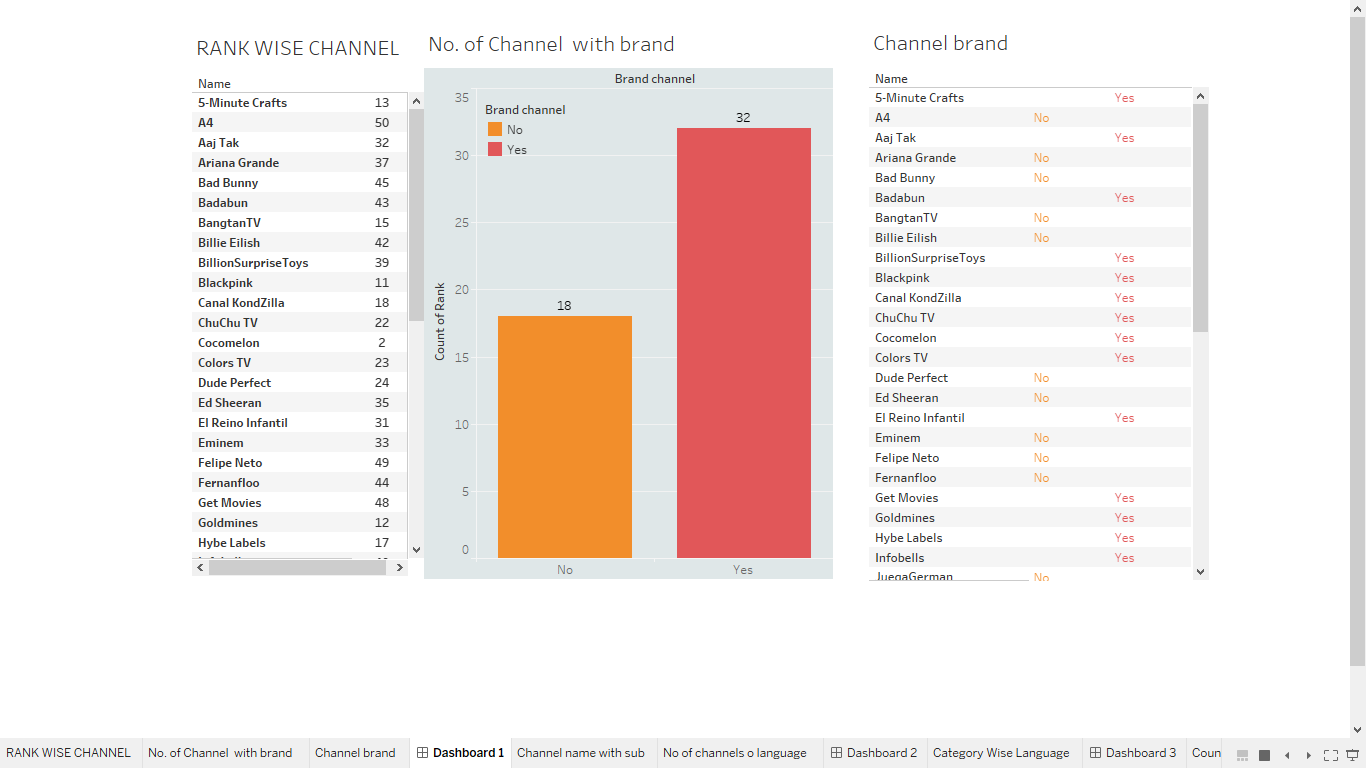 RANK WISE CHANNEL
Name
5-Minute Crafts 13
A4 50
Aaj Tak 32
Ariana Grande 37
Bad Bunny 45
Badabun 43
BangtanTV 15
Billie Eilish 42
BillionSurpriseToys 39
Blackpink 11
Canal KondZilla 18
ChuChu TV 22
Cocomelon 2
Colors TV 23
Dude Perfect 24
Ed Sheeran 35
El Reino Infantil 31
Eminem 33
Felipe Neto 49
Fernanfloo 44
Get Movies 48
Goldmines 12
Hybe Labels 17
No. of Channel  with brand
Brand channel
Brand channel
No
Yes
35
30
25
20
15
10
5
0
Count of Rank
18
32
No
Yes
Channel brand
Name
5-Minute Crafts Yes
A4 No
Aaj Tak Yes
Ariana Grande No
Bad Bunny No
Badabun Yes
BangtanTV No
Billie Eilish No
BillionSurpriseToys Yes
Blackpink Yes
Canal KondZilla Yes
ChuChu TV Yes
Cocomelon Yes
Colors TV Yes
Dude Perfect No
Ed Sheeran No
El Reino Infantil Yes
Eminem No
Felipe Neto No
Fernanfloo No
Get Movies Yes
Goldmines Yes
Hybe Labels Yes
Infobells Yes
JuegaGerman No
RANK WISE CHANNEL
No. of Channel  with brand
Channel brand
Dashboard 1
Channel name with sub
No of channels o language
Dashboard 2
Category Wise Language
Dashboard 3
Coun